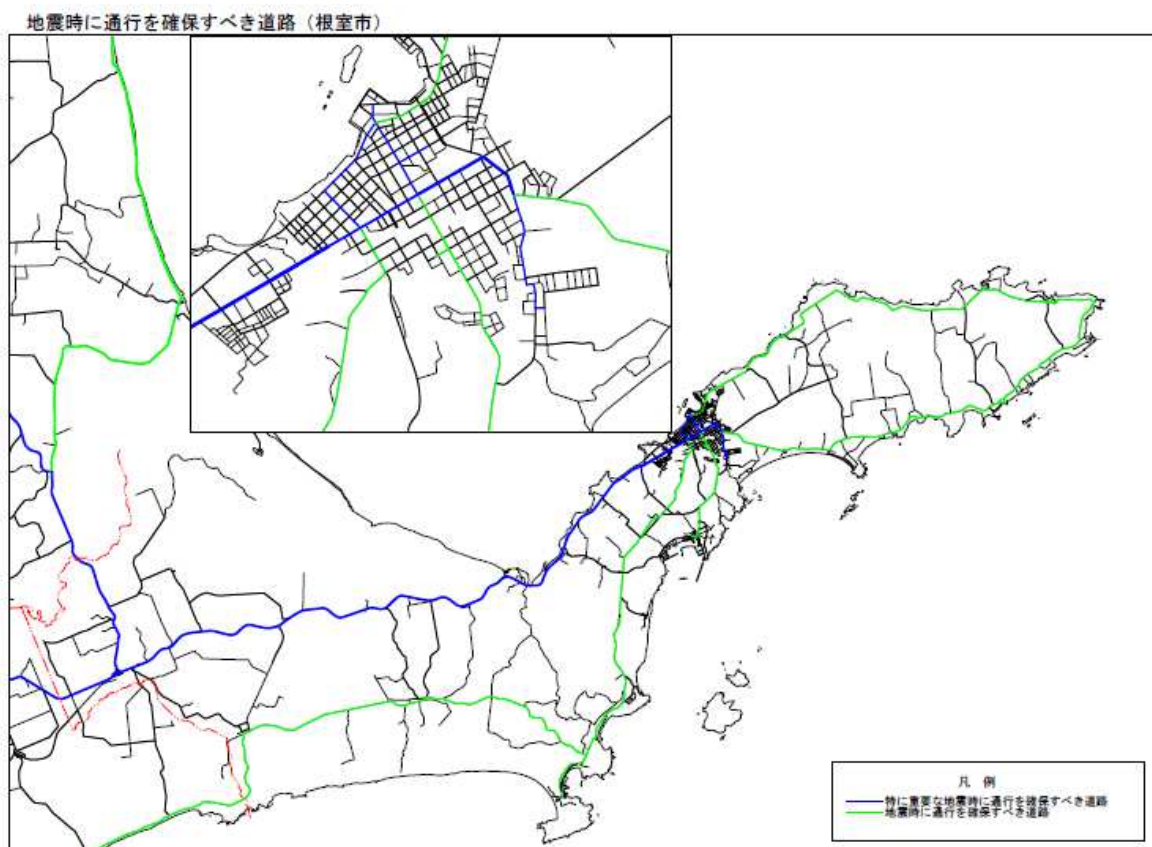 地震時に通行を確保すべき道路（根室市）
凡 例
特に重要な地震時に通行を確保すべき道路
地震時に通行を確保すべき道路